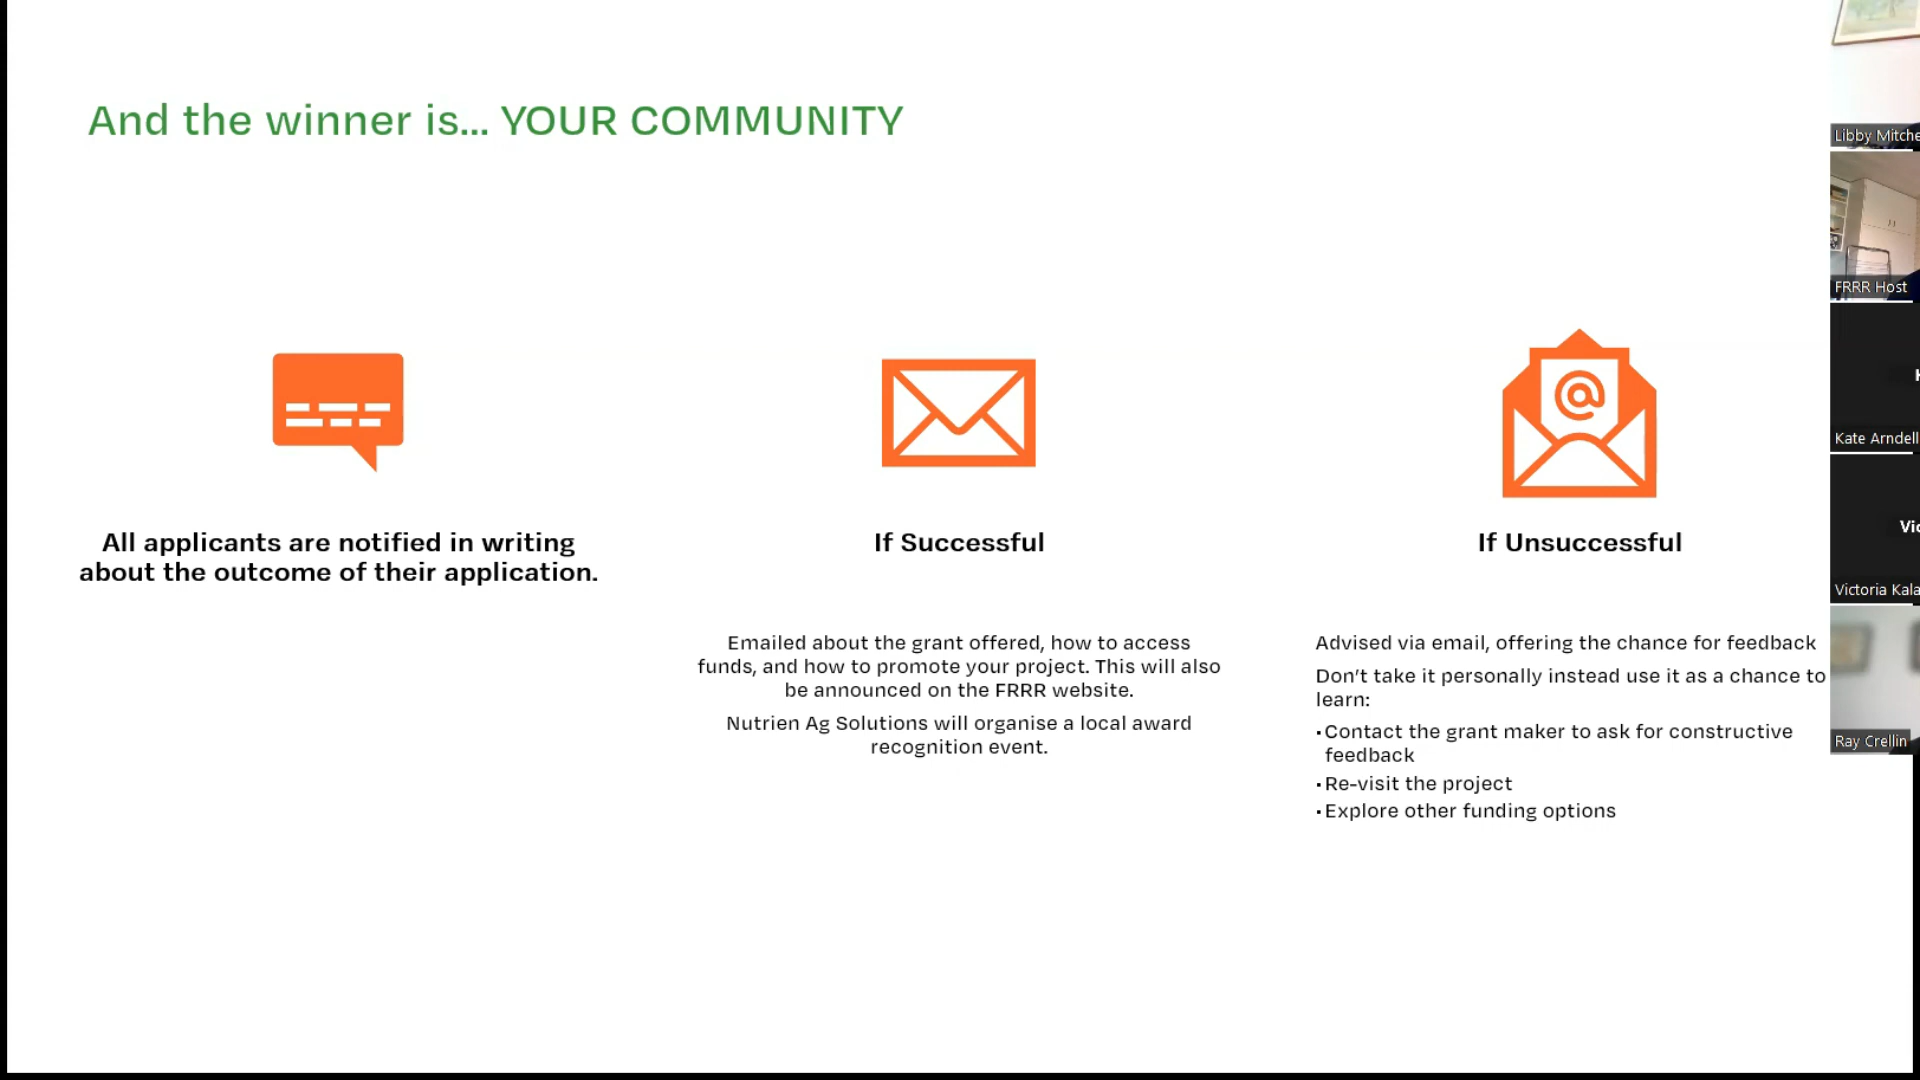 And the winner is... YOUR COMMUNITY
All applicants are notified in writing
about the outcome of their application.
If Successful
Emailed about the grant offered, how to access
funds, and how to promote your project. This will also
be announced on the FRRR website.
Nutrien Ag Solutions will organise a local award
recognition event.
If Unsuccessful
Advised via email, offering the chance for feedback
Don’t take it personally instead use it as a chance to
learn:
▪Contact the grant maker to ask for constructive
feedback
▪Re-visit the project
▪Explore other funding options
@
Libby Mitche
FRRR Host
Kate Arndell
Vic
Victoria Kala
Ray Crellin